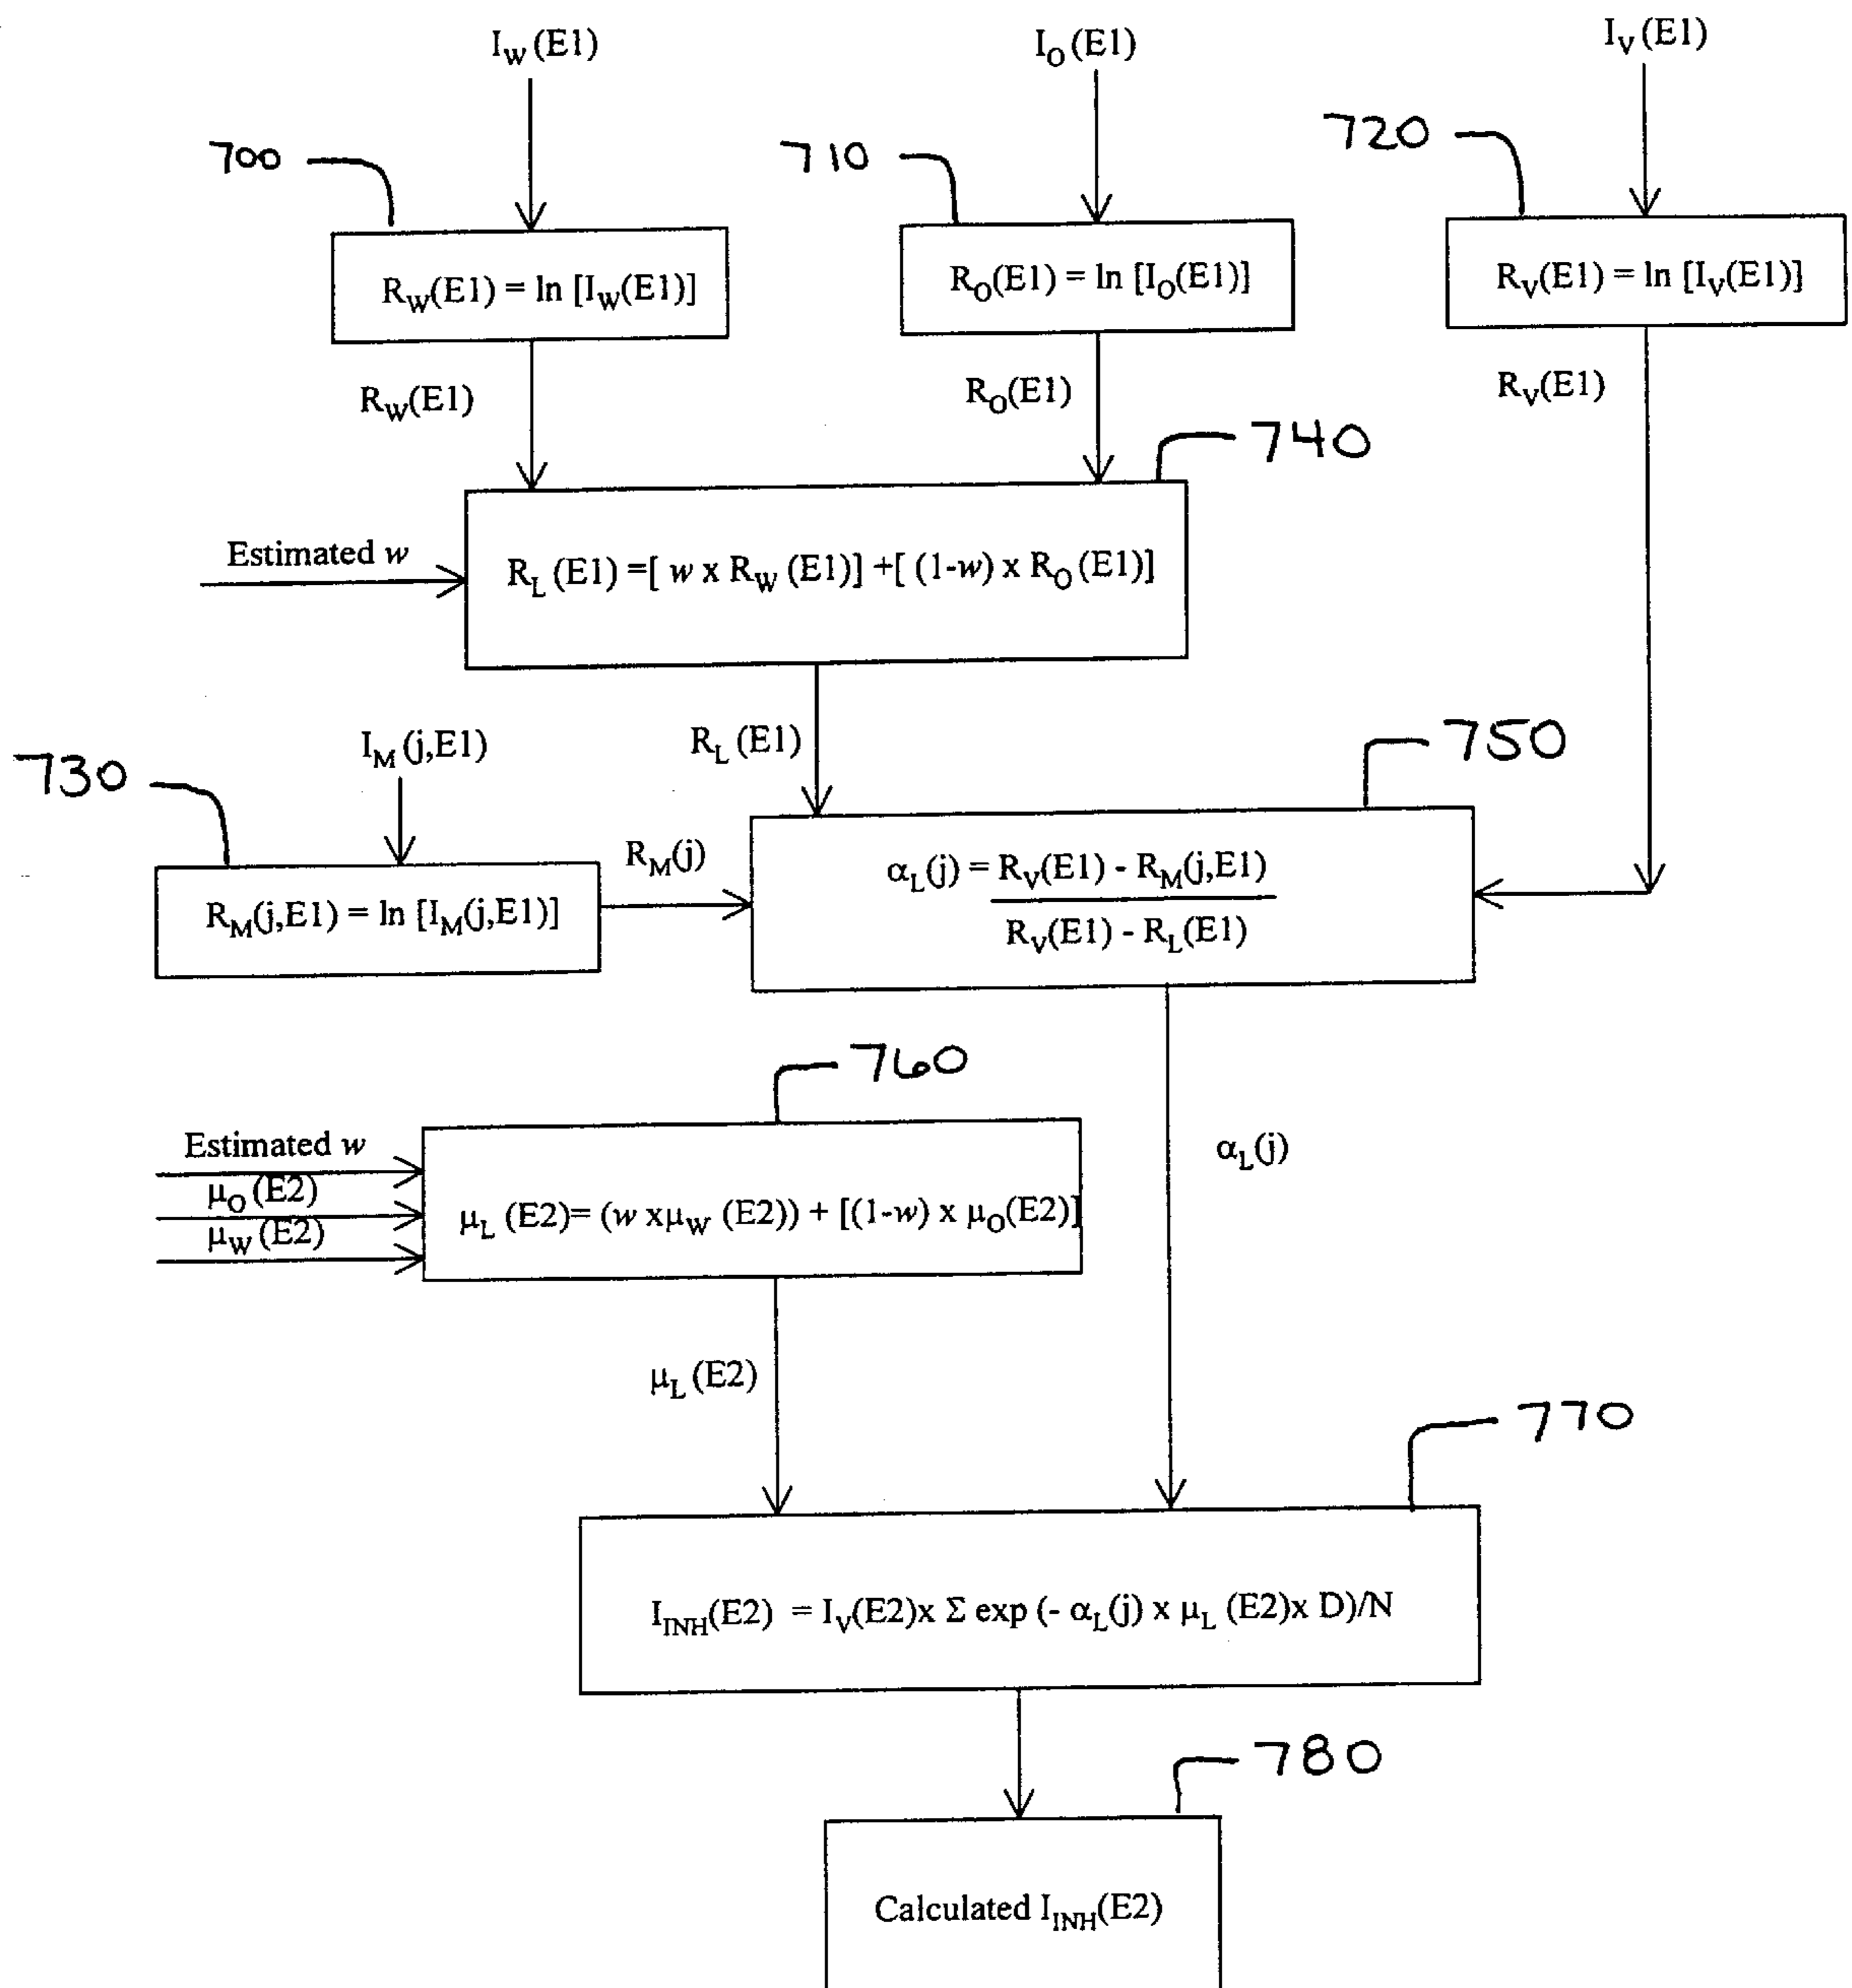 I_W(E1)
I_O(E1)
I_V(E1)
700
710
720
R_W(E1) = ln [I_W(E1)]
R_O(E1) = ln [I_O(E1)]
R_V(E1) = ln [I_V(E1)]
R_W(E1)
R_O(E1)
R_V(E1)
740
Estimated w
R_L(E1) =[ w x R_W (E1)] +[ (1-w) x R_O (E1)]
730
I_M(j,E1)
R_L(E1)
750
R_M(j,E1) = ln [I_M(j,E1)]
R_M(j)
α_L(j) = R_V(E1) - R_M(j,E1)
R_V(E1) - R_L(E1)
760
Estimated w
μ_O(E2)
μ_W(E2)
μ_L (E2)= (w xμ_W (E2)) + [(1-w) x μ_O(E2)]
α_L(j)
μ_L(E2)
770
I_INH(E2) = I_V(E2)x Σ exp (- α_L(j) x μ_L (E2)x D)/N
780
Calculated I_INH(E2)